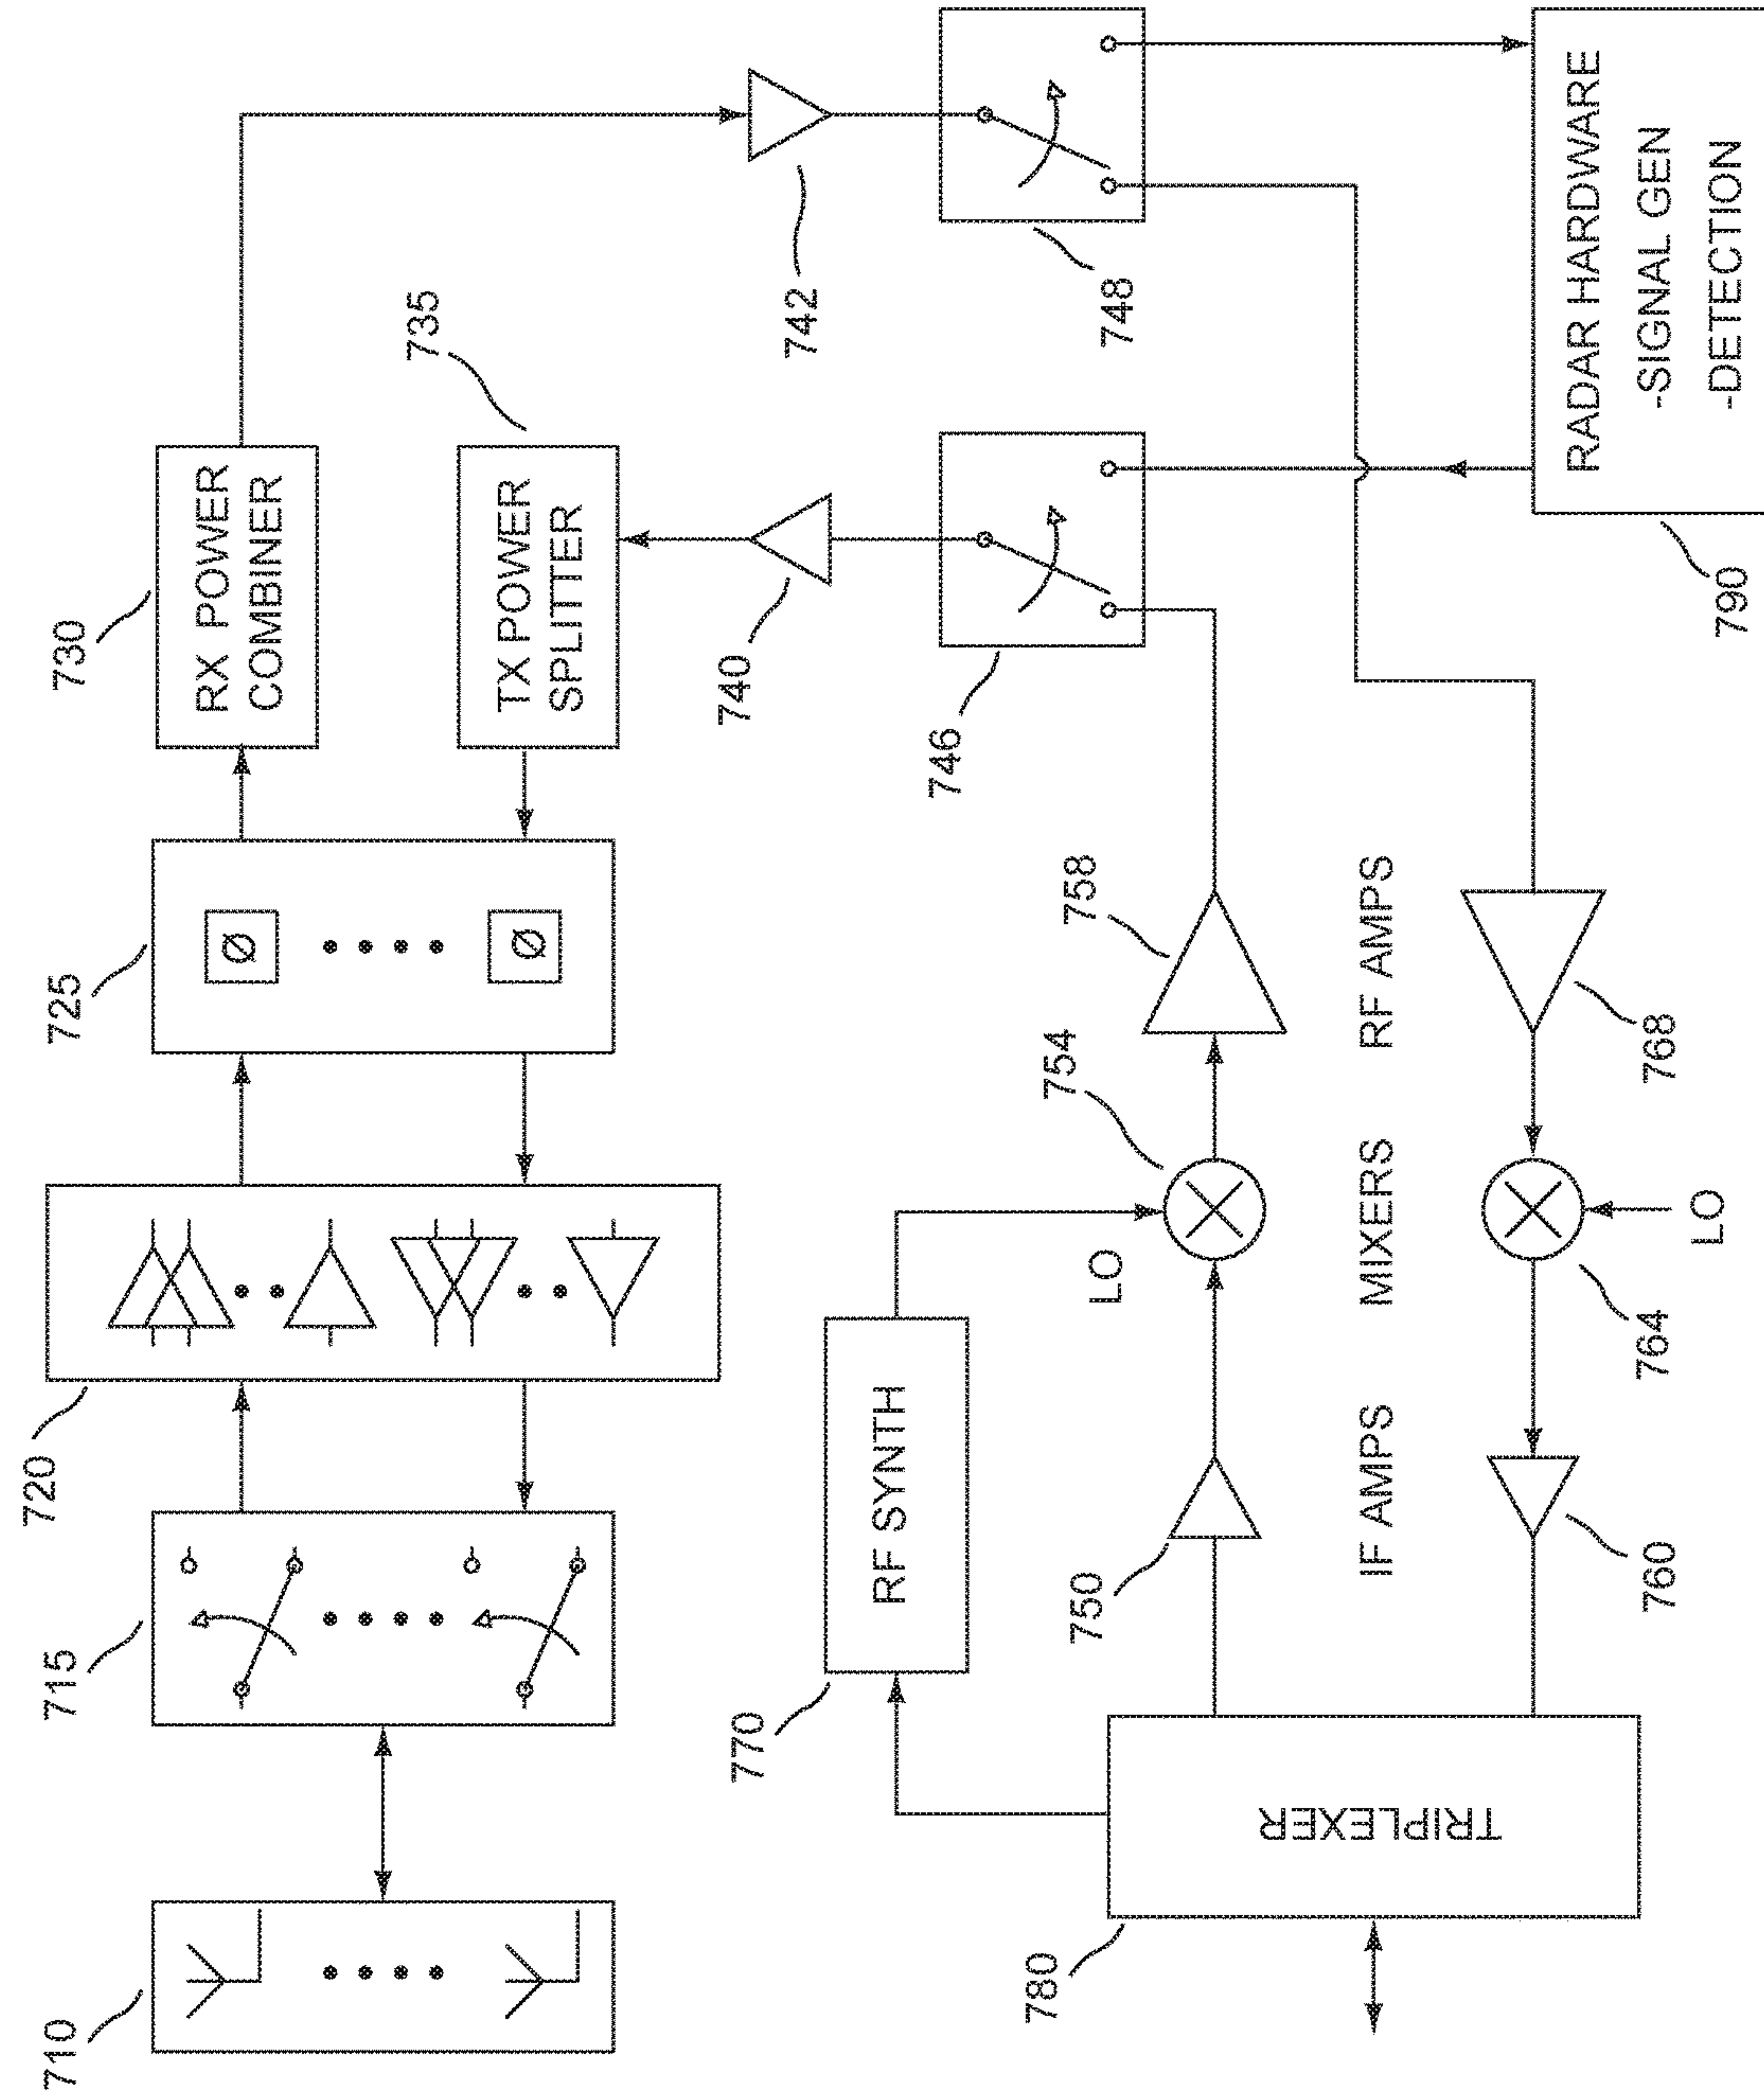 710
715
720
725
730
RX POWER
COMBINER
735
TX POWER
SPLITTER
740
742
746
748
770
RF SYNTH
780
TRIPLEXER
750
LO
754
758
IF AMPS
MIXERS
RF AMPS
760
764
LO
768
790
RADAR HARDWARE
-SIGNAL GEN
-DETECTION
Ø
Ø